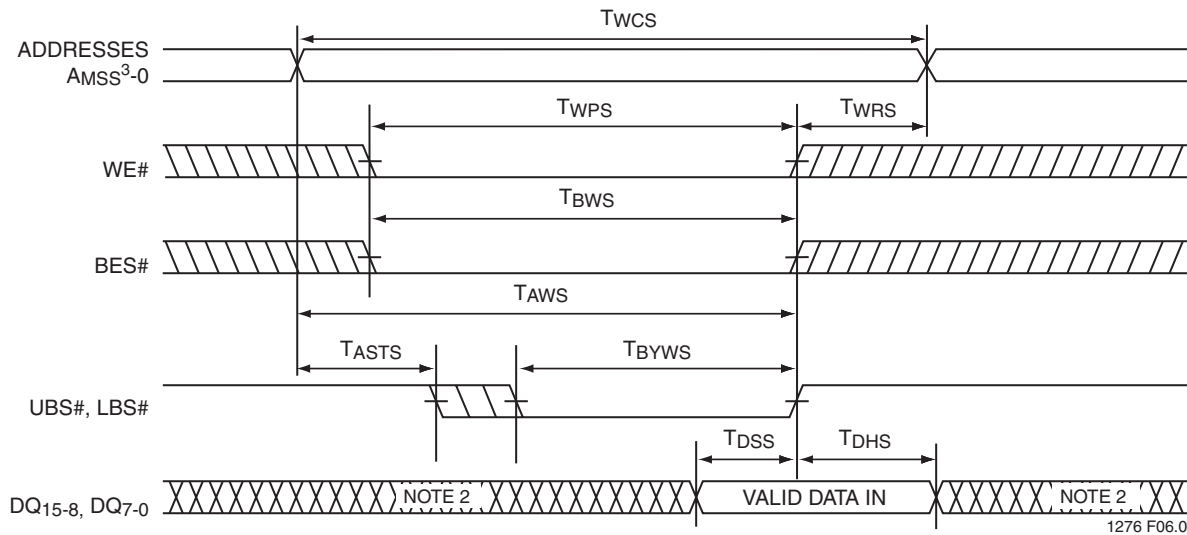 TWCS
ADDRESSES
AMSS3-0
TWPS
TWRS
WE#
TBWS
BES#
TAWS
TASTS
TBYWS
UBS#, LBS#
TDSS
TDHS
DQ15-8, DQ7-0
NOTE 2
VALID DATA IN
NOTE 2
1276 F06.0